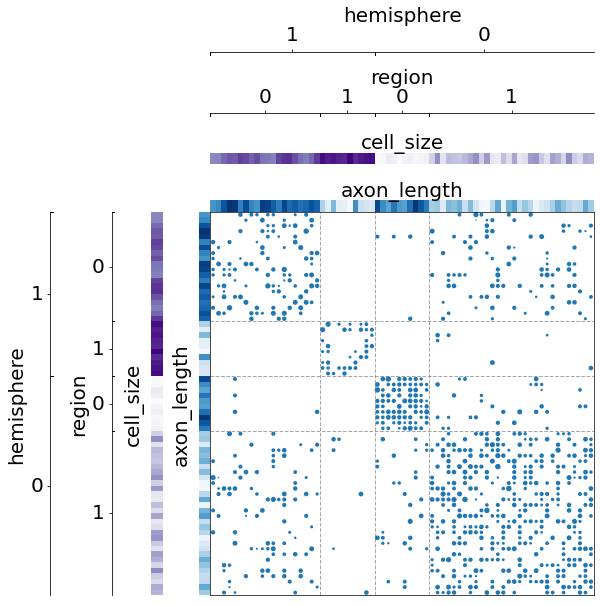 hemisphere
1 0
region
0 1 0 1
cell_size
axon_length
hemisphere
1
0
region
0
1
0
1
cell_size
axon_length